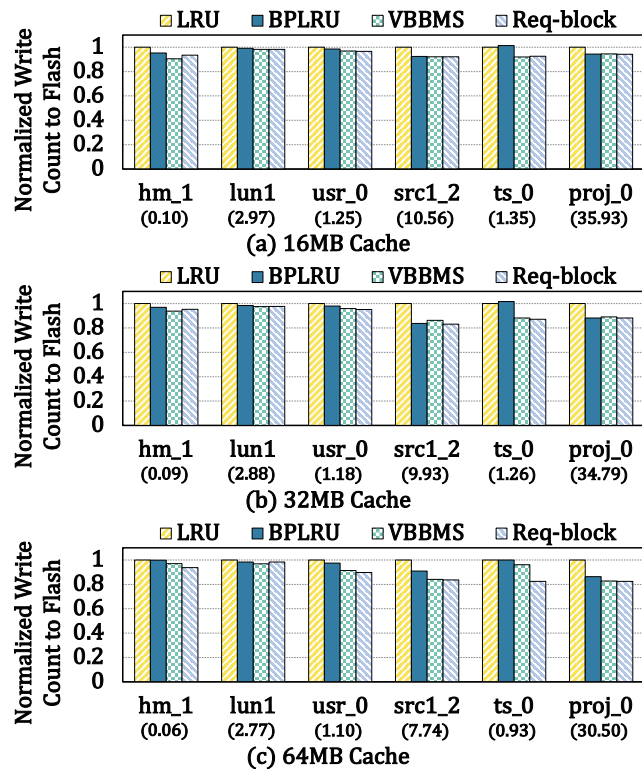 LRU BPLRU VBBMS Req-block
Normalized Write
Count to Flash
1
0.8
0.6
0.4
0.2
0
hm_1 lun1 usr_0 src1_2 ts_0 proj_0
(0.10) (2.97) (1.25) (10.56) (1.35) (35.93)
(a) 16MB Cache
LRU BPLRU VBBMS Req-block
Normalized Write
Count to Flash
1
0.8
0.6
0.4
0.2
0
hm_1 lun1 usr_0 src1_2 ts_0 proj_0
(0.09) (2.88) (1.18) (9.93) (1.26) (34.79)
(b) 32MB Cache
LRU BPLRU VBBMS Req-block
Normalized Write
Count to Flash
1
0.8
0.6
0.4
0.2
0
hm_1 lun1 usr_0 src1_2 ts_0 proj_0
(0.06) (2.77) (1.10) (7.74) (0.93) (30.50)
(c) 64MB Cache